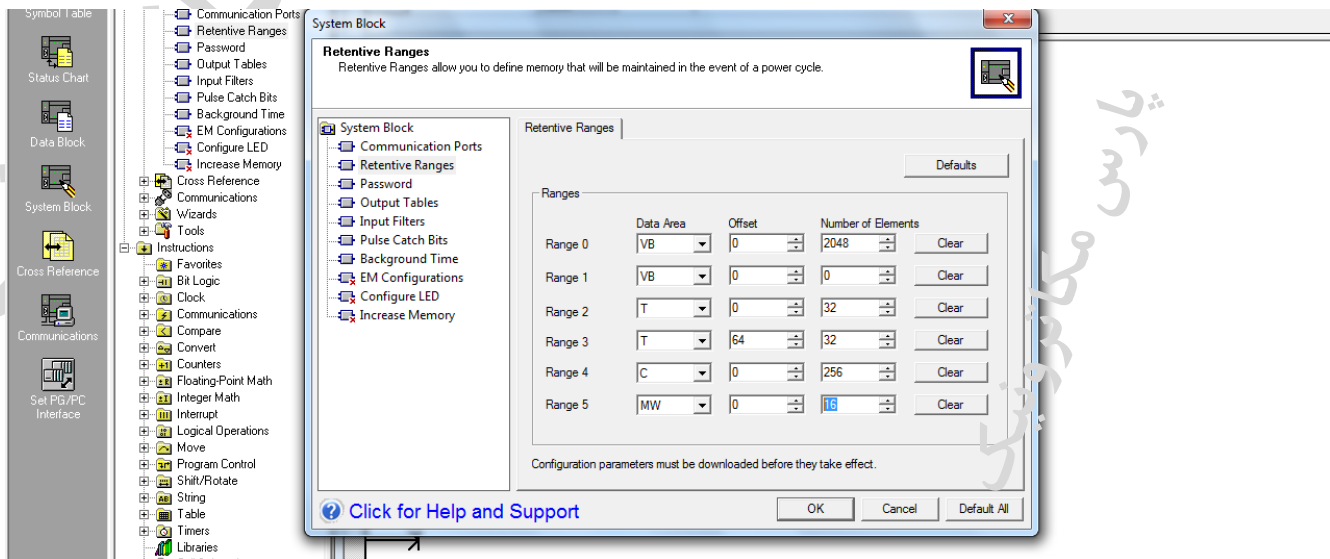 Symbol Table
Status Chart
Data Block
System Block
Cross Reference
Communications
Set PG/PC
Interface
Communication Ports
Retentive Ranges
Password
Output Tables
Input Filters
Pulse Catch Bits
Background Time
EM Configurations
Configure LED
Increase Memory
Cross Reference
Communications
Wizards
Tools
Instructions
Favorites
Bit Logic
Clock
Communications
Compare
Convert
Counters
Floating-Point Math
Integer Math
Interrupt
Logical Operations
Move
Program Control
Shift/Rotate
String
Table
Timers
Libraries
System Block
Retentive Ranges
Retentive Ranges allow you to define memory that will be maintained in the event of a power cycle.
System Block
Communication Ports
Retentive Ranges
Password
Output Tables
Input Filters
Pulse Catch Bits
Background Time
EM Configurations
Configure LED
Increase Memory
Retentive Ranges
Defaults
Ranges
Data Area Offset Number of Elements
Range 0 VB 0 2048 Clear
Range 1 VB 0 0 Clear
Range 2 T 0 32 Clear
Range 3 T 64 32 Clear
Range 4 C 0 256 Clear
Range 5 MW 0 16 Clear
Configuration parameters must be downloaded before they take effect.
Click for Help and Support
OK Cancel Default All
پارس